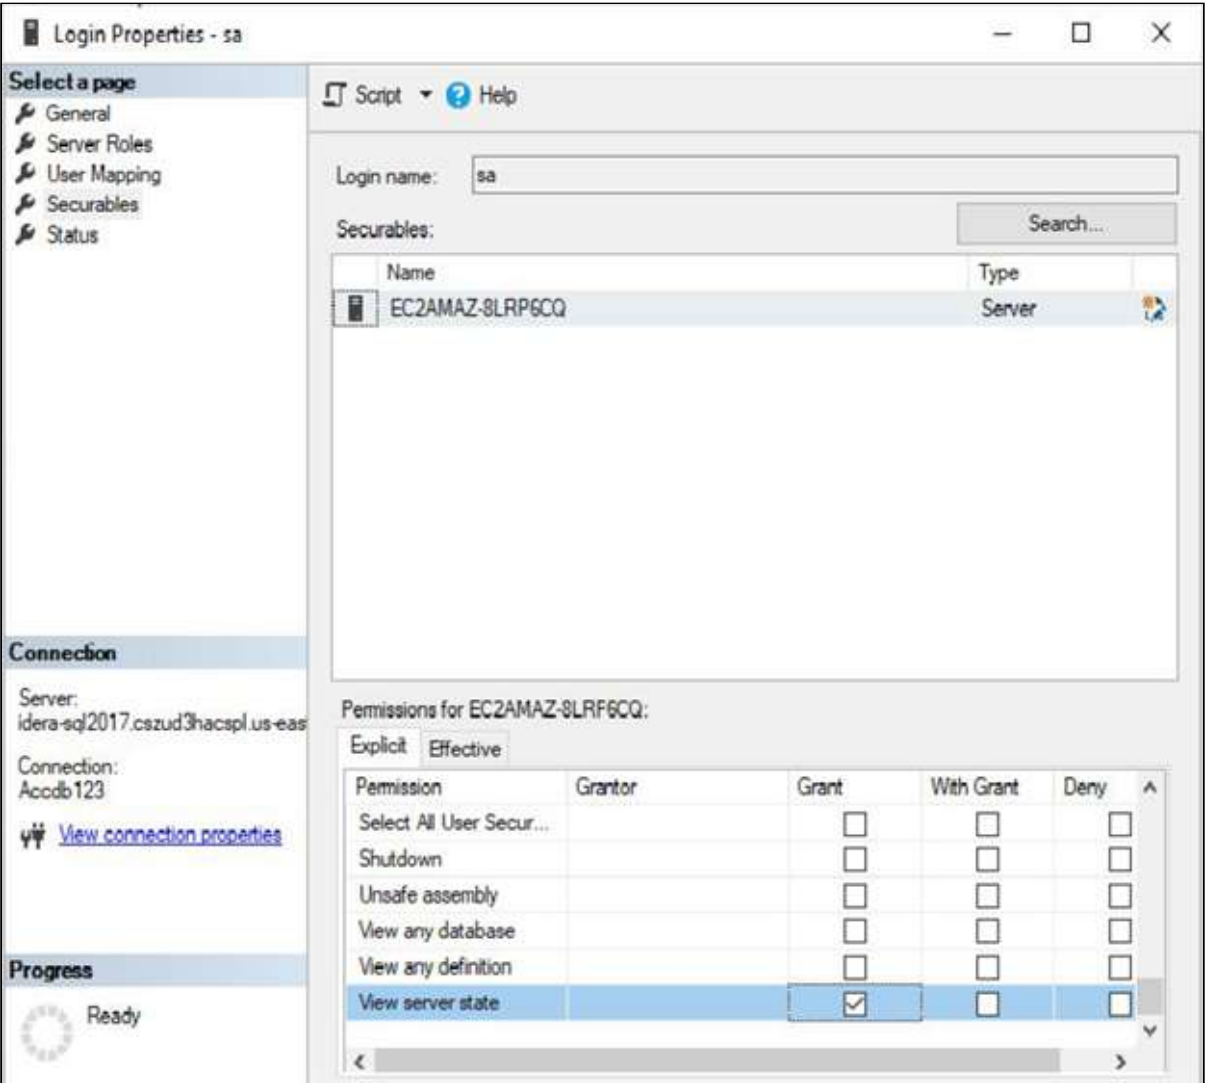 Login Properties - sa
Select a page
General
Server Roles
User Mapping
Securables
Status
Script
Help
Login name: sa
Securables:
Search...
Name Type
EC2AMAZ-8LRP6CQ Server
Connection
Server:
idera-sql2017.cszud3hacspl.us-eas
Connection:
Accdb123
View connection properties
Progress
Ready
Permissions for EC2AMAZ-8LRF6CQ:
Explicit Effective
Permission Grantor Grant With Grant Deny
Select All User Secur...
Shutdown
Unsafe assembly
View any database
View any definition
View server state